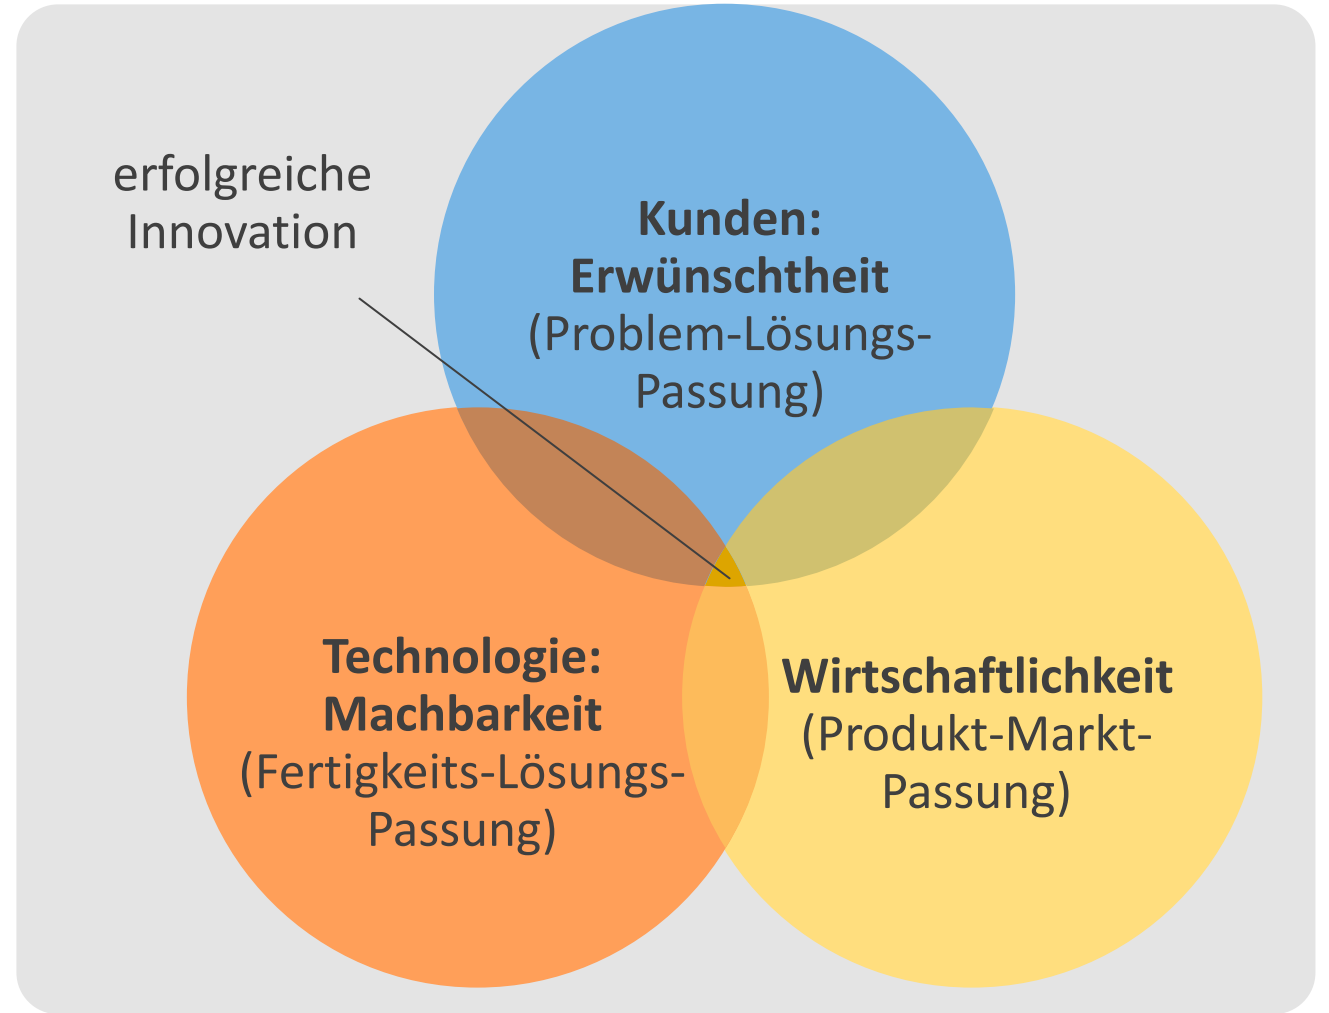 erfolgreiche
Innovation
Kunden:
Erwünschtheit
(Problem-Lösungs-
Passung)
Technologie:
Machbarkeit
(Fertigkeits-Lösungs-
Passung)
Wirtschaftlichkeit
(Produkt-Markt-
Passung)